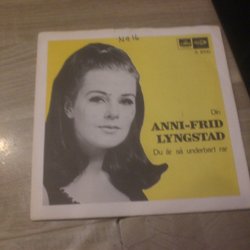 Din
ANNI-FRID
LYNGSTAD
Du är så underbart rar